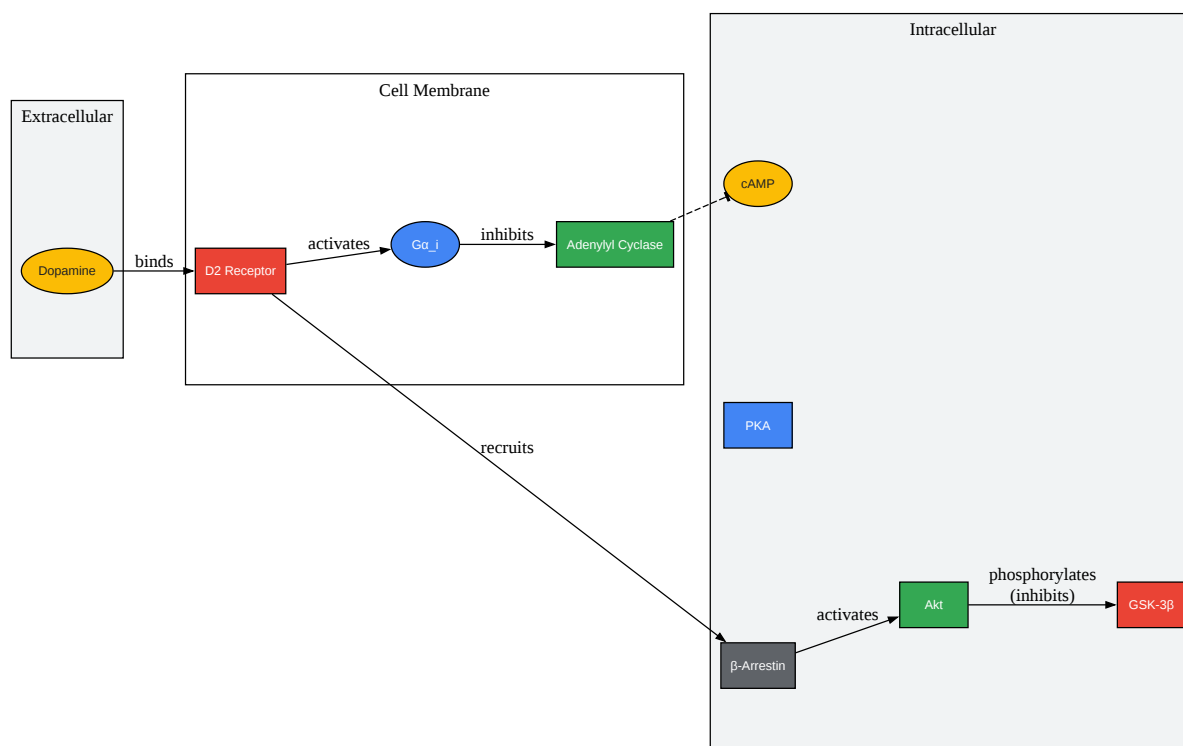 Intracellular
Cell Membrane
Extracellular
cAMP
activates
Gα_i
inhibits
Adenylyl Cyclase
Dopamine
binds
D2 Receptor
PKA
recruits
phosphorylates
(inhibits)
Akt
GSK-3β
activates
β-Arrestin